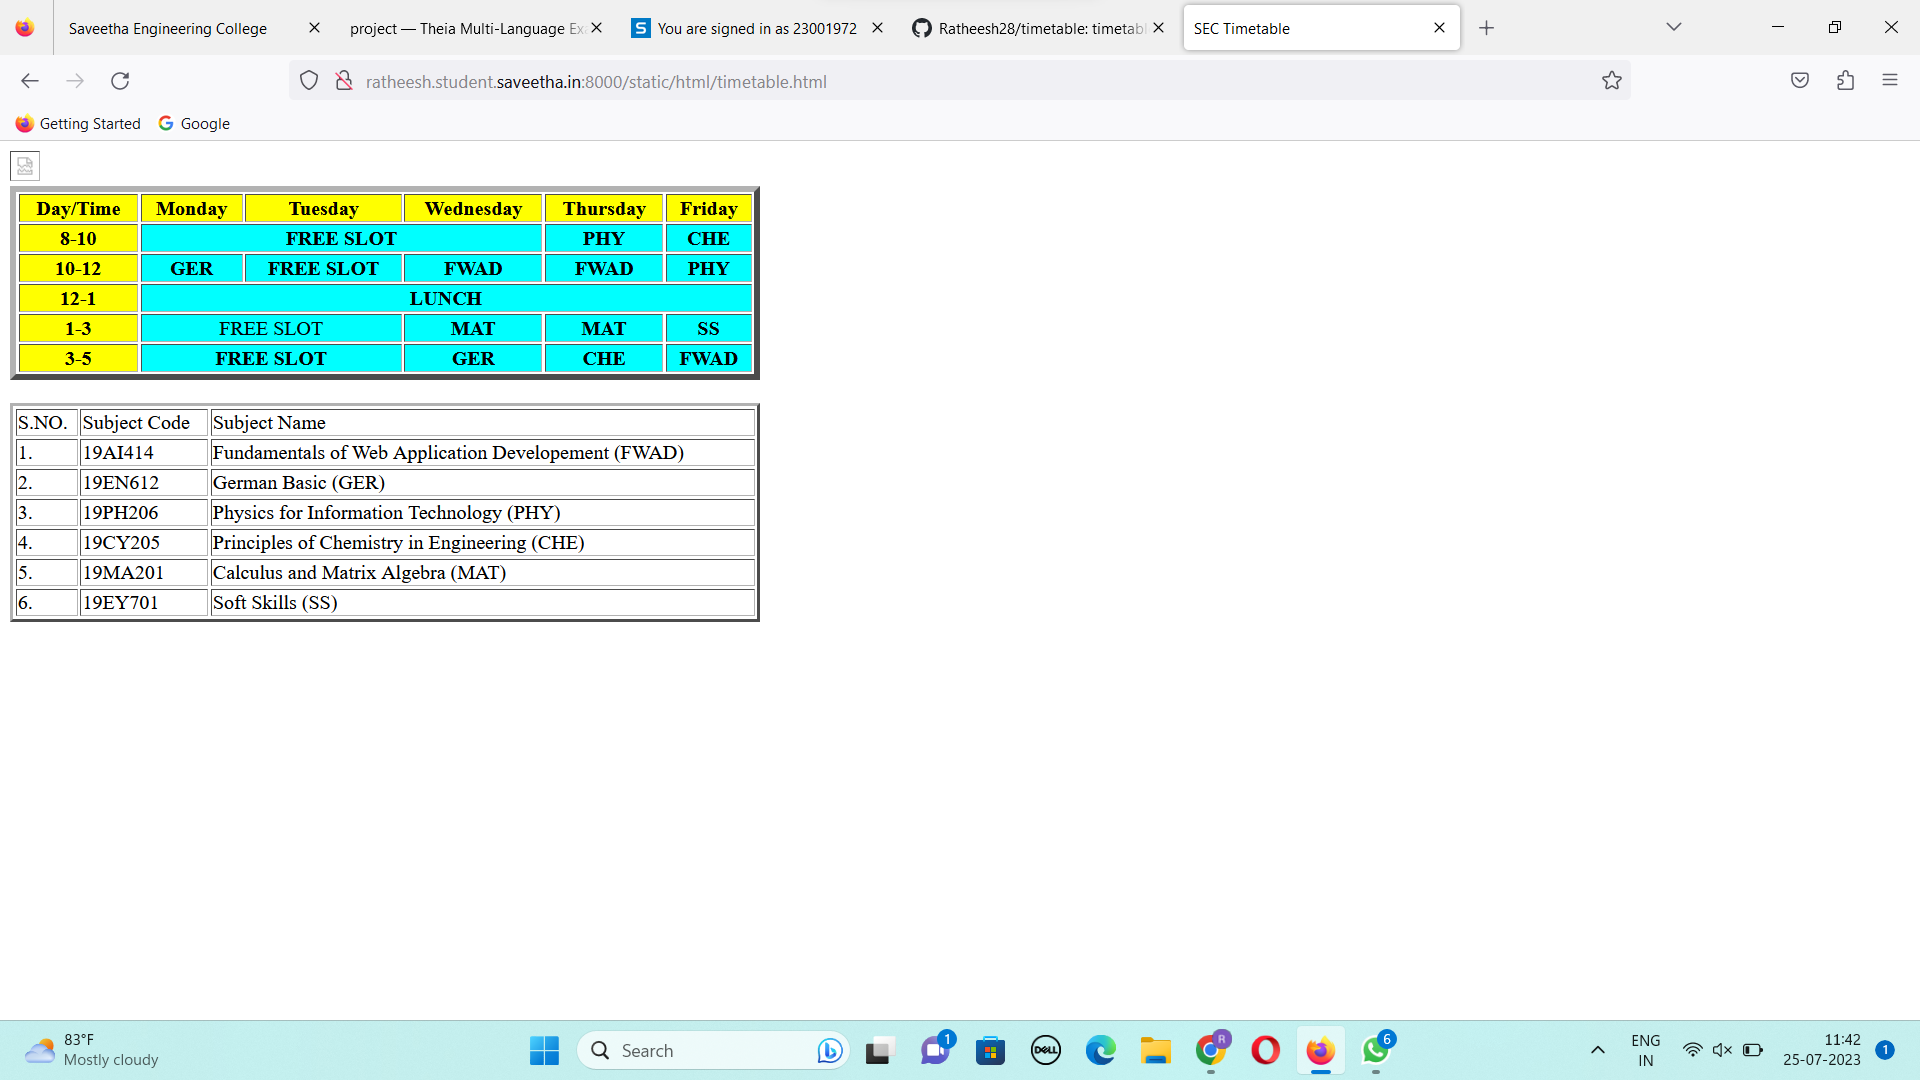 Saveetha Engineering College
project — Theia Multi-Language Ex
You are signed in as 23001972
Ratheesh28/timetable: timetabl
SEC Timetable
ratheesh.student.saveetha.in:8000/static/html/timetable.html
Getting Started Google
Day/Time Monday Tuesday Wednesday Thursday Friday
8-10 FREE SLOT PHY CHE
10-12 GER FREE SLOT FWAD FWAD PHY
12-1 LUNCH
1-3 FREE SLOT MAT MAT SS
3-5 FREE SLOT GER CHE FWAD
S.NO. Subject Code Subject Name
1. 19AI414 Fundamentals of Web Application Developement (FWAD)
2. 19EN612 German Basic (GER)
3. 19PH206 Physics for Information Technology (PHY)
4. 19CY205 Principles of Chemistry in Engineering (CHE)
5. 19MA201 Calculus and Matrix Algebra (MAT)
6. 19EY701 Soft Skills (SS)
83°F
Mostly cloudy
Search
1
DELL
R
6
ENG
IN
11:42
25-07-2023
1